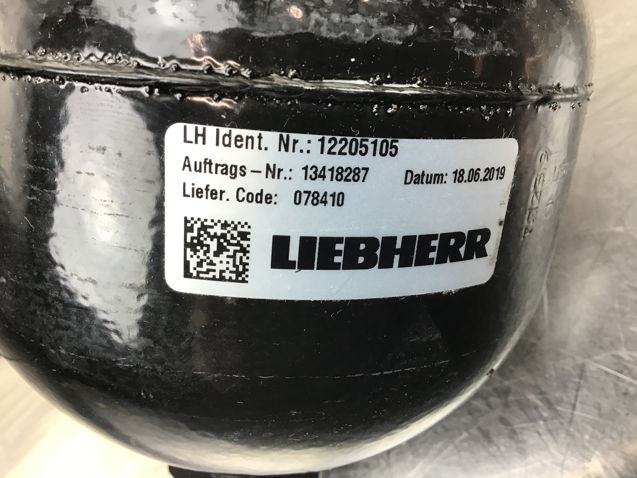 LH Ident. Nr.: 12205105
Auftrags-Nr.: 13418287 Datum: 18.06.2019
Liefer. Code: 078410
LIEBHERR